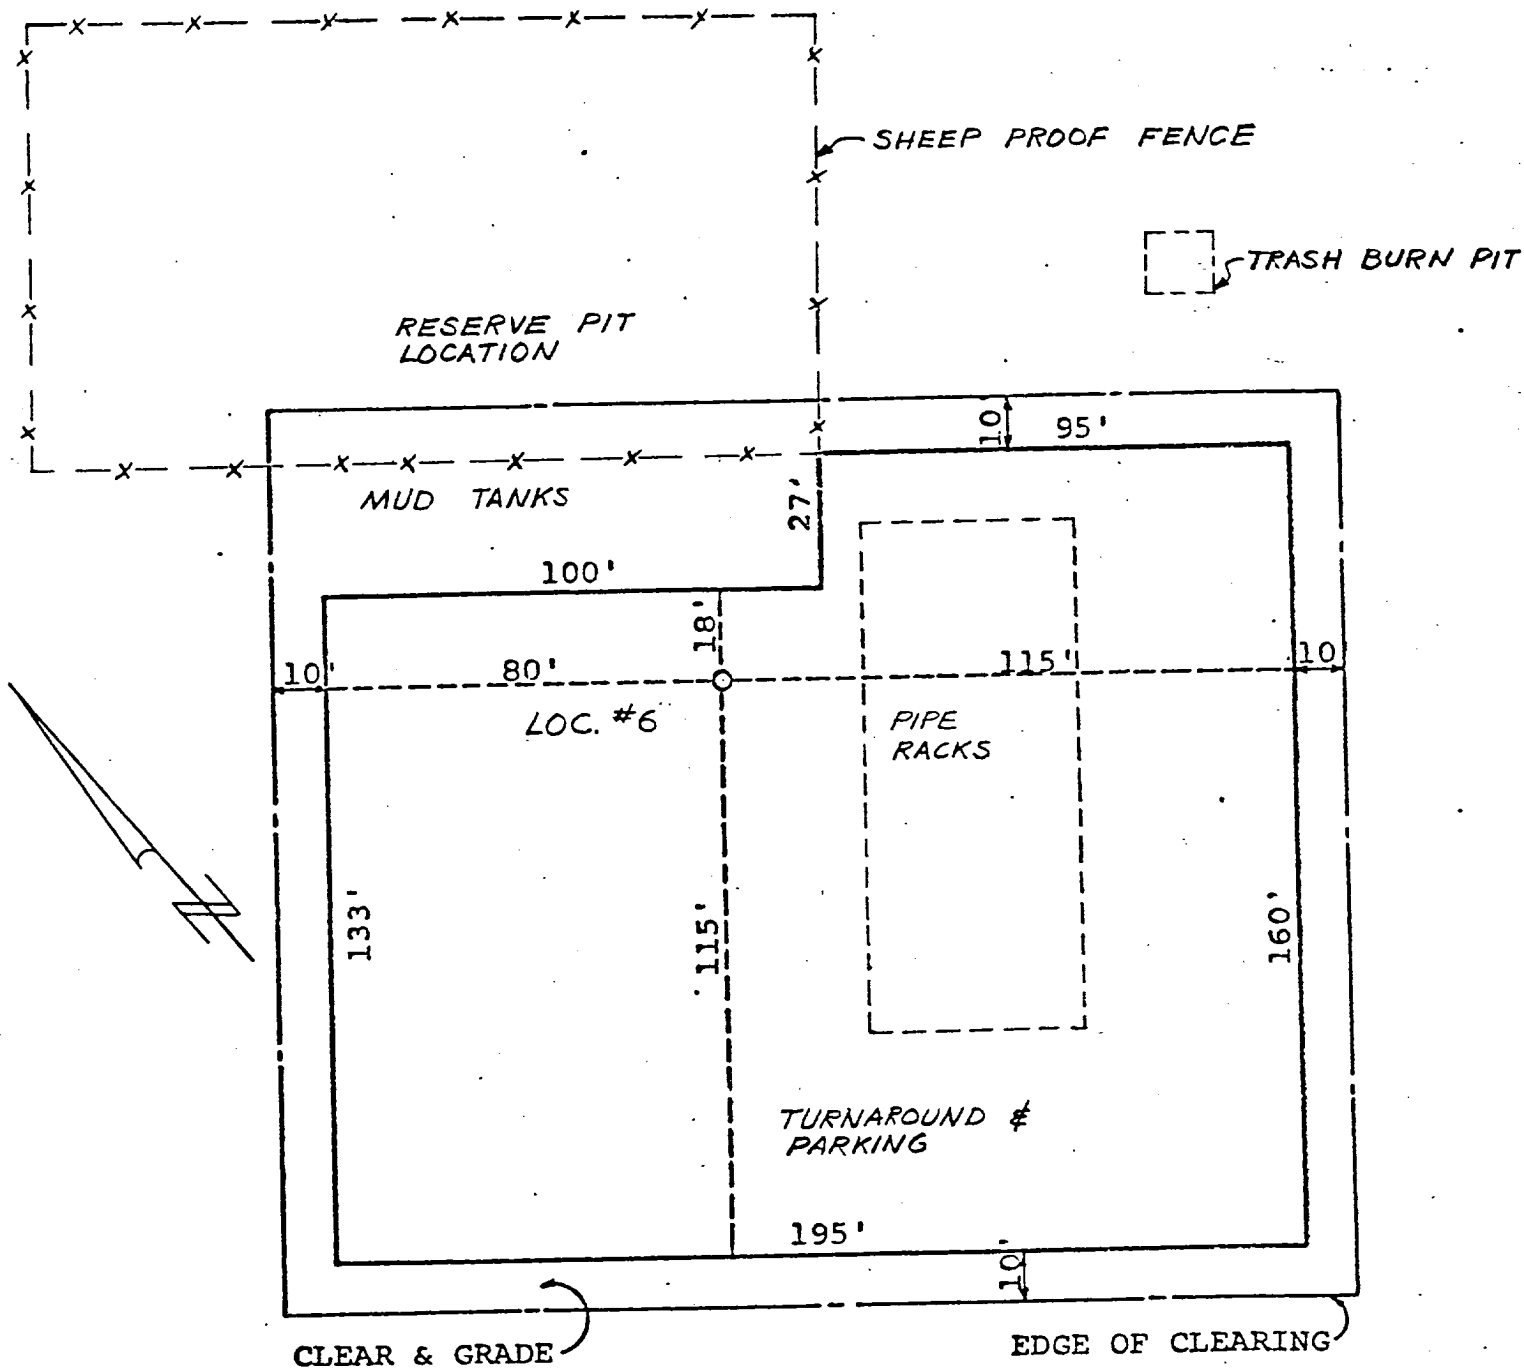 SHEEP PROOF FENCE
TRASH BURN PIT
RESERVE PIT
LOCATION
10'
95'
MUD TANKS
27'
100'
18'
10'
80'
115'
10
LOC. #6
PIPE
RACKS
N
133'
115'
160'
TURNAROUND &
PARKING
195'
10'
CLEAR & GRADE
EDGE OF CLEARING